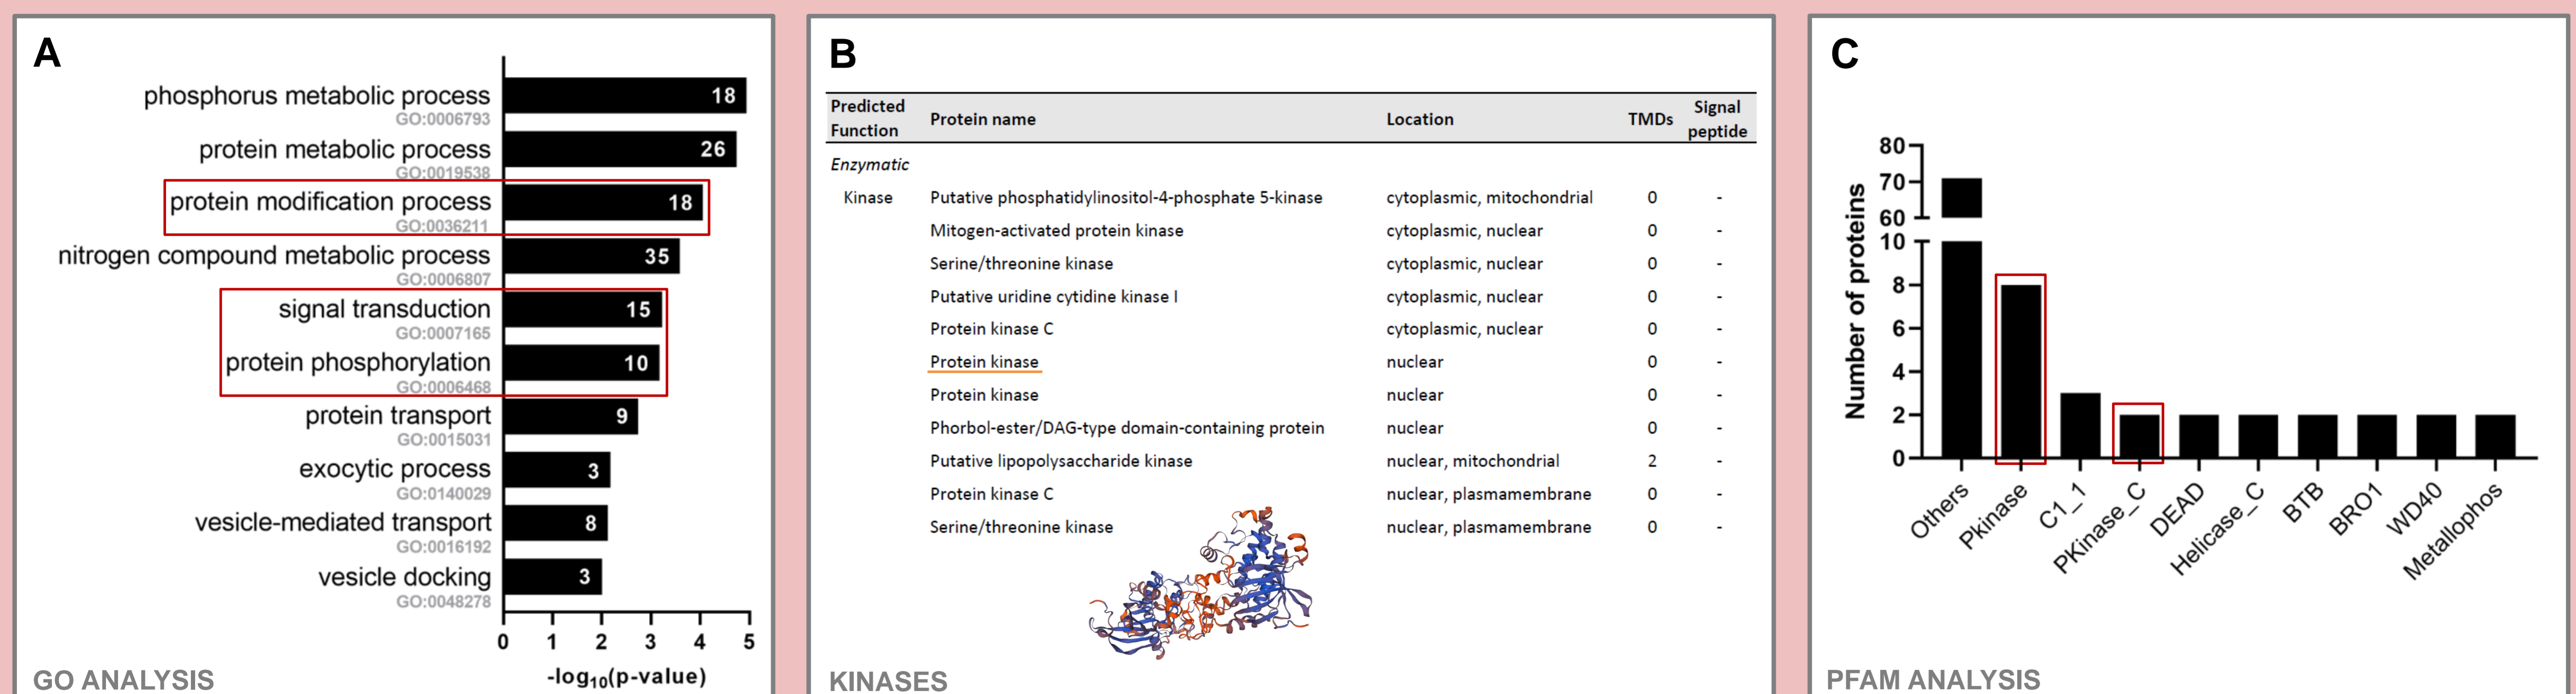 A
phosphorus metabolic process 18
GO:0006793
protein metabolic process 26
GO:0019538
protein modification process 18
GO:0036211
nitrogen compound metabolic process 35
GO:0006807
signal transduction 15
GO:0007165
protein phosphorylation 10
GO:0006468
protein transport 9
GO:0015031
exocytic process 3
GO:0140029
vesicle-mediated transport 8
GO:0016192
vesicle docking 3
GO:0048278
0 1 2 3 4 5
-log10(p-value)
GO ANALYSIS
B
Predicted Function Protein name Location TMDs Signal peptide
Enzymatic
Kinase Putative phosphatidylinositol-4-phosphate 5-kinase cytoplasmic, mitochondrial 0 -
Mitogen-activated protein kinase cytoplasmic, nuclear 0 -
Serine/threonine kinase cytoplasmic, nuclear 0 -
Putative uridine cytidine kinase I cytoplasmic, nuclear 0 -
Protein kinase C cytoplasmic, nuclear 0 -
Protein kinase nuclear 0 -
Protein kinase nuclear 0 -
Phorbol-ester/DAG-type domain-containing protein nuclear 0 -
Putative lipopolysaccharide kinase nuclear, mitochondrial 2 -
Protein kinase C nuclear, plasmamembrane 0 -
Serine/threonine kinase nuclear, plasmamembrane 0 -
KINASES
C
Number of proteins
80
70
60
10
8
6
4
2
0
Others Pkinase C1_1 PKinase_C DEAD Helicase_C BTB BRO1 WD40 Metallophos
PFAM ANALYSIS